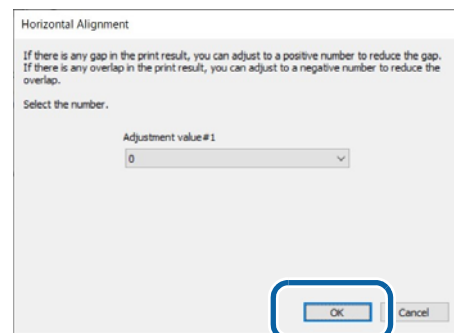 Horizontal Alignment
If there is any gap in the print result, you can adjust to a positive number to reduce the gap.
If there is any overlap in the print result, you can adjust to a negative number to reduce the
overlap.
Select the number.
Adjustment value#1
0
OK
Cancel